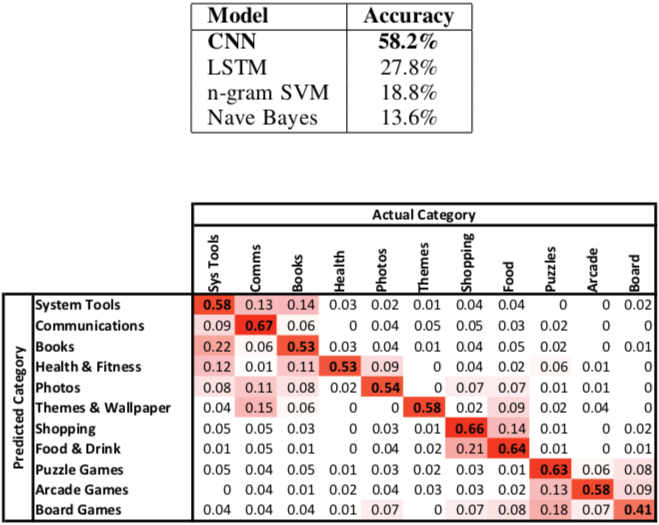 Model Accuracy
CNN 58.2%
LSTM 27.8%
n-gram SVM 18.8%
Nave Bayes 13.6%
Actual Category
Sys Tools Comms Books Health Photos Themes Shopping Food Puzzles Arcade Board
Predicted Category
System Tools 0.58 0.13 0.14 0.03 0.02 0.01 0.04 0.04 0 0 0.02
Communications 0.09 0.67 0.06 0 0.04 0.05 0.05 0.03 0.02 0 0
Books 0.22 0.06 0.53 0.03 0.04 0.01 0.04 0.05 0.02 0 0.01
Health & Fitness 0.12 0.01 0.11 0.53 0.09 0 0.04 0.02 0.06 0.01 0
Photos 0.08 0.11 0.08 0.02 0.54 0 0.07 0.07 0.01 0.01 0
Themes & Wallpaper 0.04 0.15 0.06 0 0 0.58 0.02 0.09 0.02 0.04 0
Shopping 0.05 0.05 0.03 0 0.03 0.01 0.66 0.14 0.01 0 0.02
Food & Drink 0.01 0.05 0.01 0 0.04 0.02 0.21 0.64 0.01 0 0.01
Puzzle Games 0.05 0.04 0.05 0.01 0.03 0.02 0.03 0.01 0.63 0.06 0.08
Arcade Games 0 0.04 0.01 0.02 0.04 0.03 0.03 0.02 0.13 0.58 0.09
Board Games 0.04 0.04 0.04 0.01 0.07 0 0.07 0.08 0.18 0.07 0.41